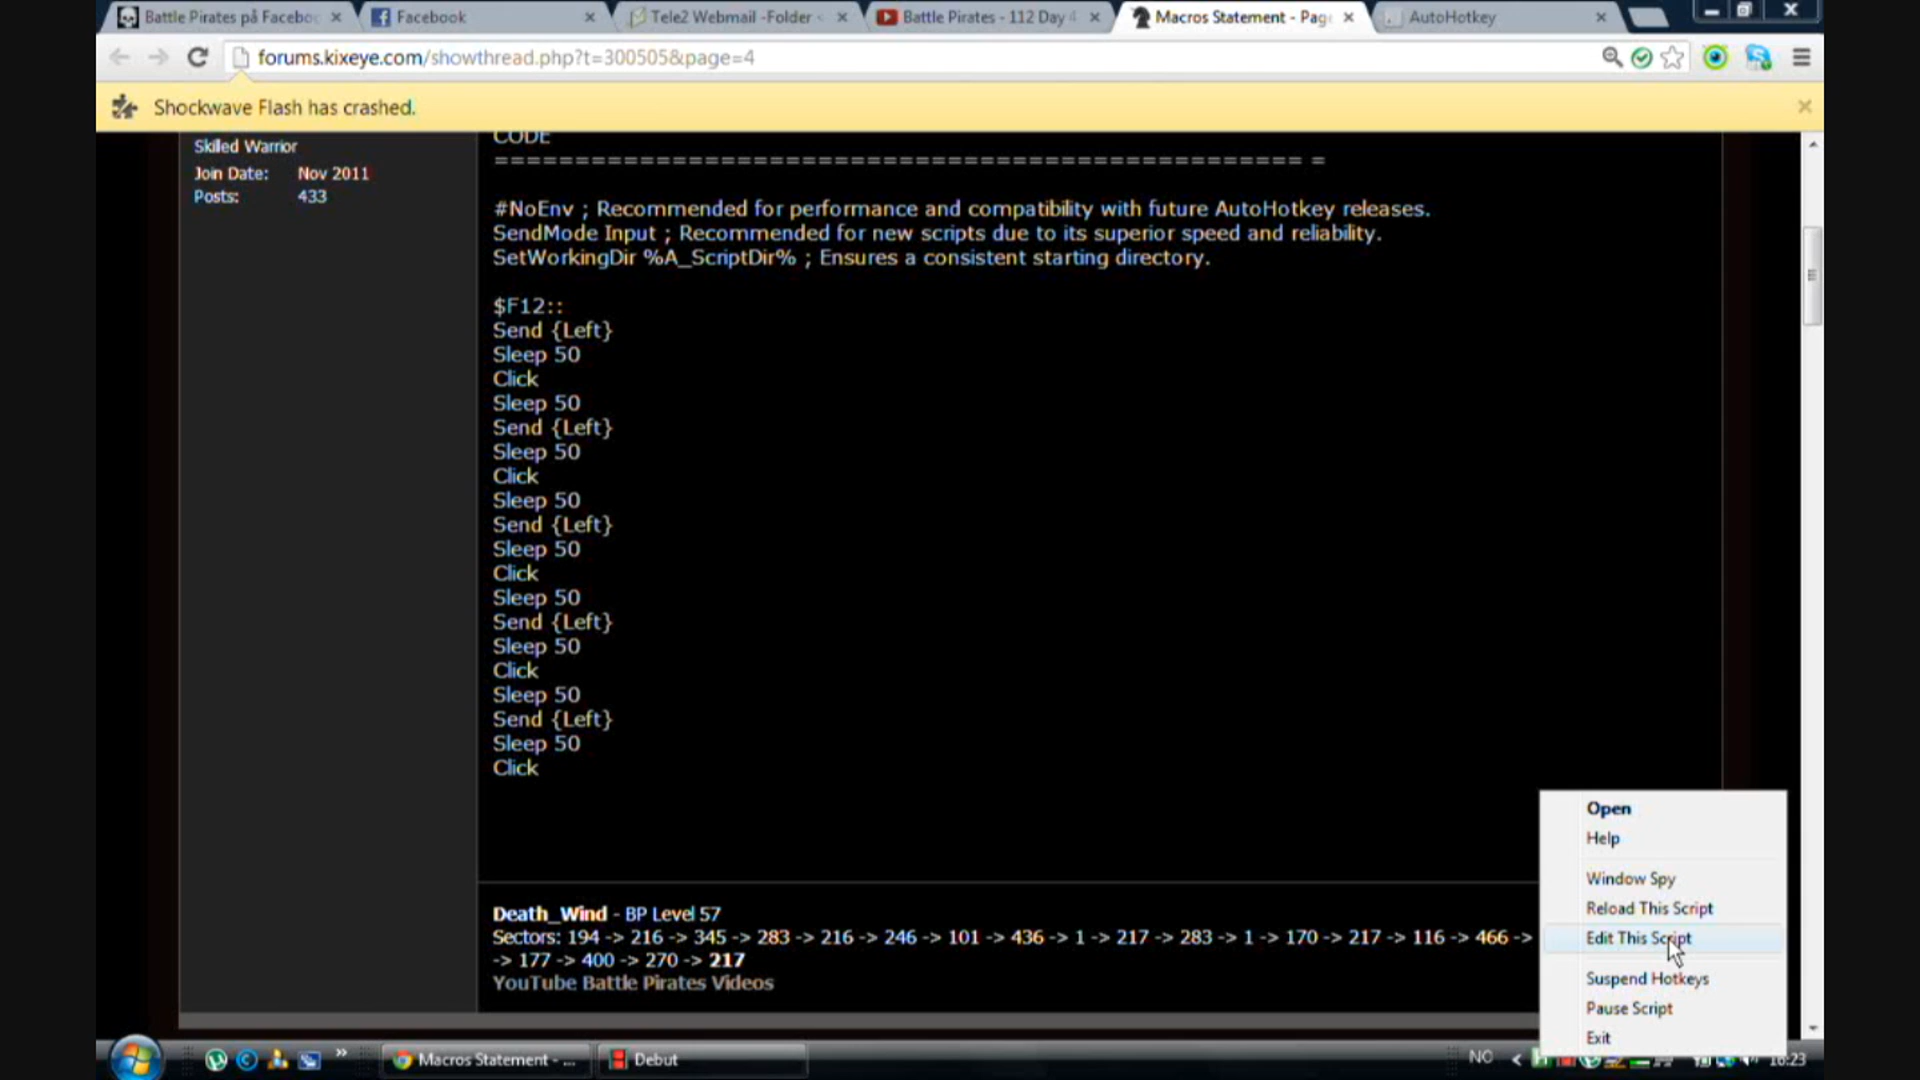 Battle Pirates på Facebo
Facebook
Tele2 Webmail -Folder
Battle Pirates - 112 Day
Macros Statement - Pag
AutoHotkey
forums.kixeye.com/showthread.php?t=300505&page=4
Shockwave Flash has crashed.
Skilled Warrior
Join Date: Nov 2011
Posts: 433
CODE
================================================== =
#NoEnv ; Recommended for performance and compatibility with future AutoHotkey releases.
SendMode Input ; Recommended for new scripts due to its superior speed and reliability.
SetWorkingDir %A_ScriptDir% ; Ensures a consistent starting directory.
$F12::
Send {Left}
Sleep 50
Click
Sleep 50
Send {Left}
Sleep 50
Click
Sleep 50
Send {Left}
Sleep 50
Click
Sleep 50
Send {Left}
Sleep 50
Click
Sleep 50
Send {Left}
Sleep 50
Click
Death_Wind - BP Level 57
Sectors: 194 -> 216 -> 345 -> 283 -> 216 -> 246 -> 101 -> 436 -> 1 -> 217 -> 283 -> 1 -> 170 -> 217 -> 116 -> 466 ->
-> 177 -> 400 -> 270 -> 217
YouTube Battle Pirates Videos
Open
Help
Window Spy
Reload This Script
Edit This Script
Suspend Hotkeys
Pause Script
Exit
Macros Statement - ...
Debut
NO
16:23